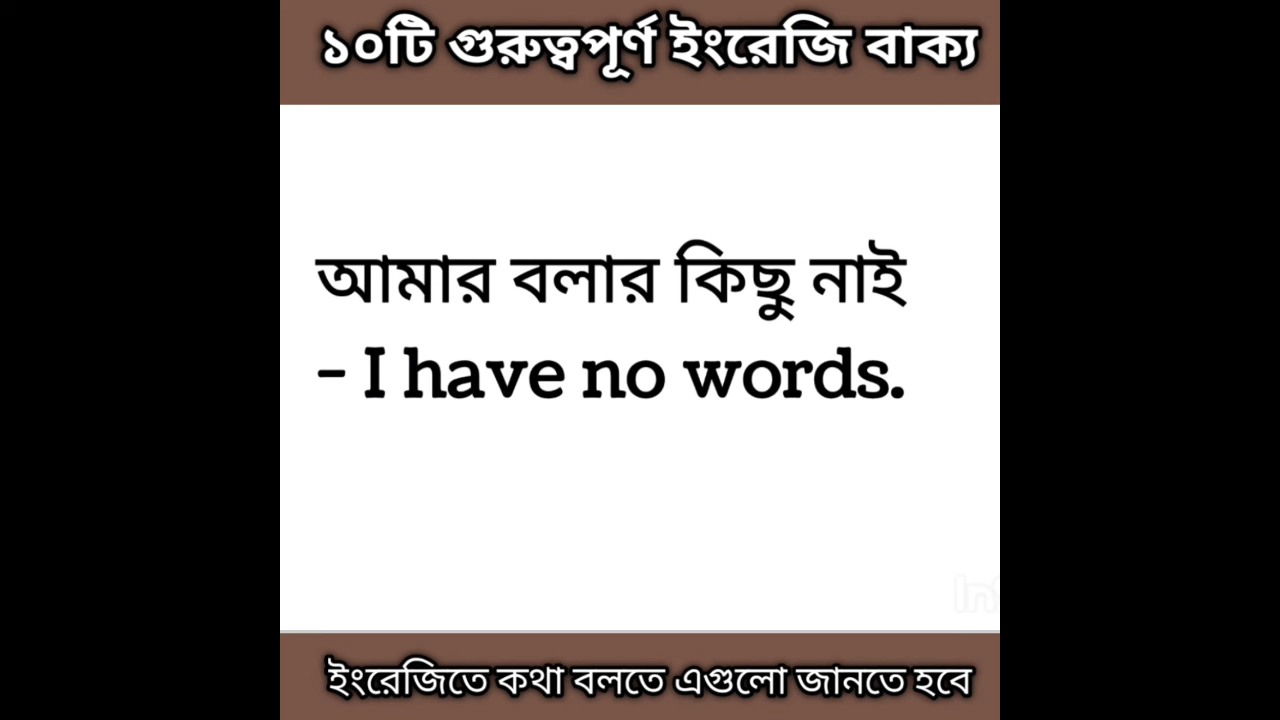 ১০টি গুরুত্বপূর্ণ ইংরেজি বাক্য
আমার বলার কিছু নাই
- I have no words.
ইংরেজিতে কথা বলতে এগুলো জানতে হবে